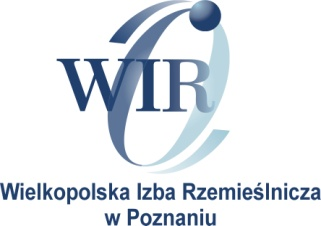 WIR
Wielkopolska Izba Rzemieślnicza
w Poznaniu